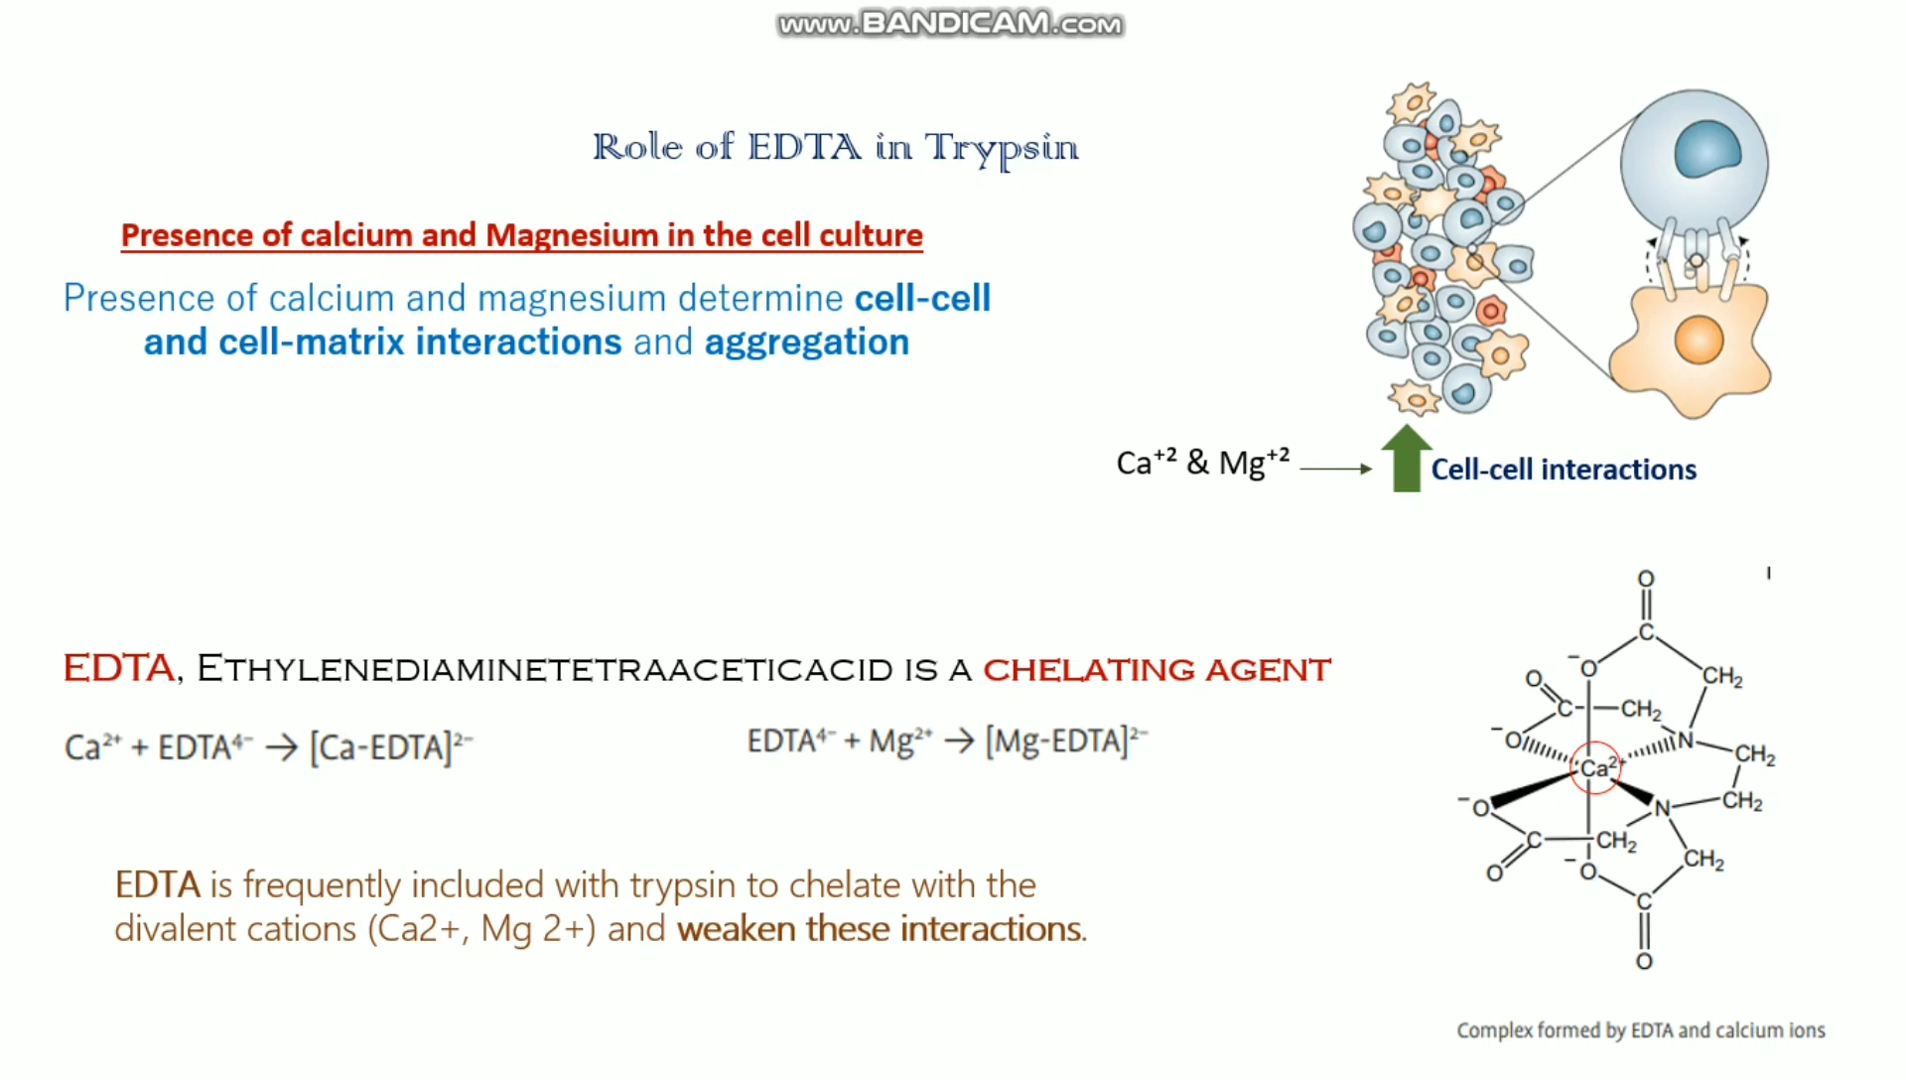 www.BANDICAM.com
Role of EDTA in Trypsin
Presence of calcium and Magnesium in the cell culture
Presence of calcium and magnesium determine cell-cell
and cell-matrix interactions and aggregation
Ca⁺² & Mg⁺²
Cell-cell interactions
EDTA, ETHYLENEDIAMINETETRAACETICACID IS A CHELATING AGENT
Ca²⁺ + EDTA⁴⁻ → [Ca-EDTA]²⁻
EDTA⁴⁻ + Mg²⁺ → [Mg-EDTA]²⁻
EDTA is frequently included with trypsin to chelate with the
divalent cations (Ca2+, Mg 2+) and weaken these interactions.
O
C
⁻O
CH₂
O
C
CH₂
⁻O
N
CH₂
Ca²⁺
⁻O
N
CH₂
C
CH₂
O
⁻O
CH₂
C
O
Complex formed by EDTA and calcium ions